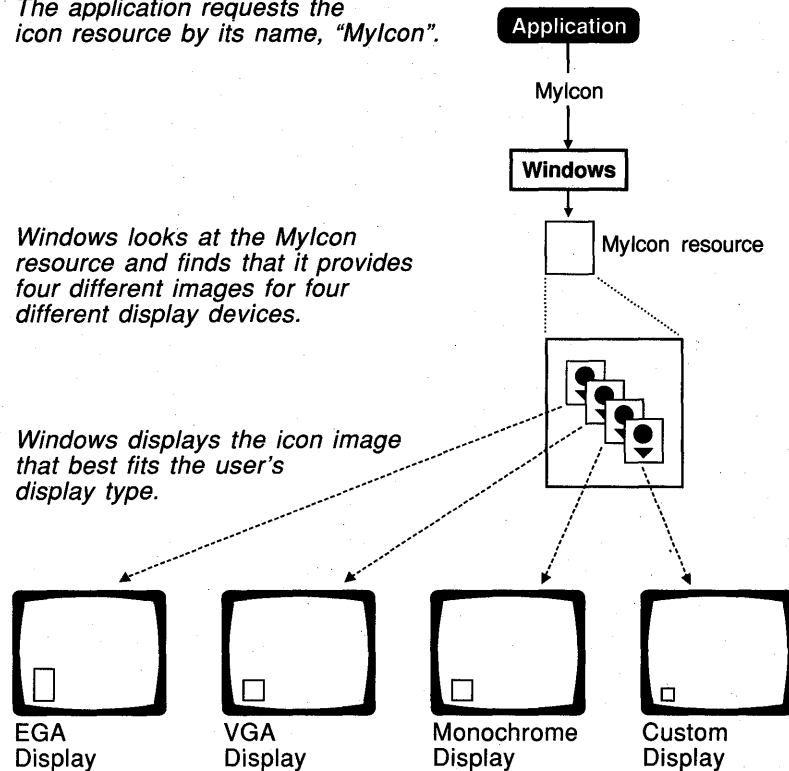 The application requests the
icon resource by its name, “MyIcon”.
Application
MyIcon
Windows
Windows looks at the MyIcon
resource and finds that it provides
four different images for four
different display devices.
MyIcon resource
Windows displays the icon image
that best fits the user's
display type.
EGA
Display
VGA
Display
Monochrome
Display
Custom
Display